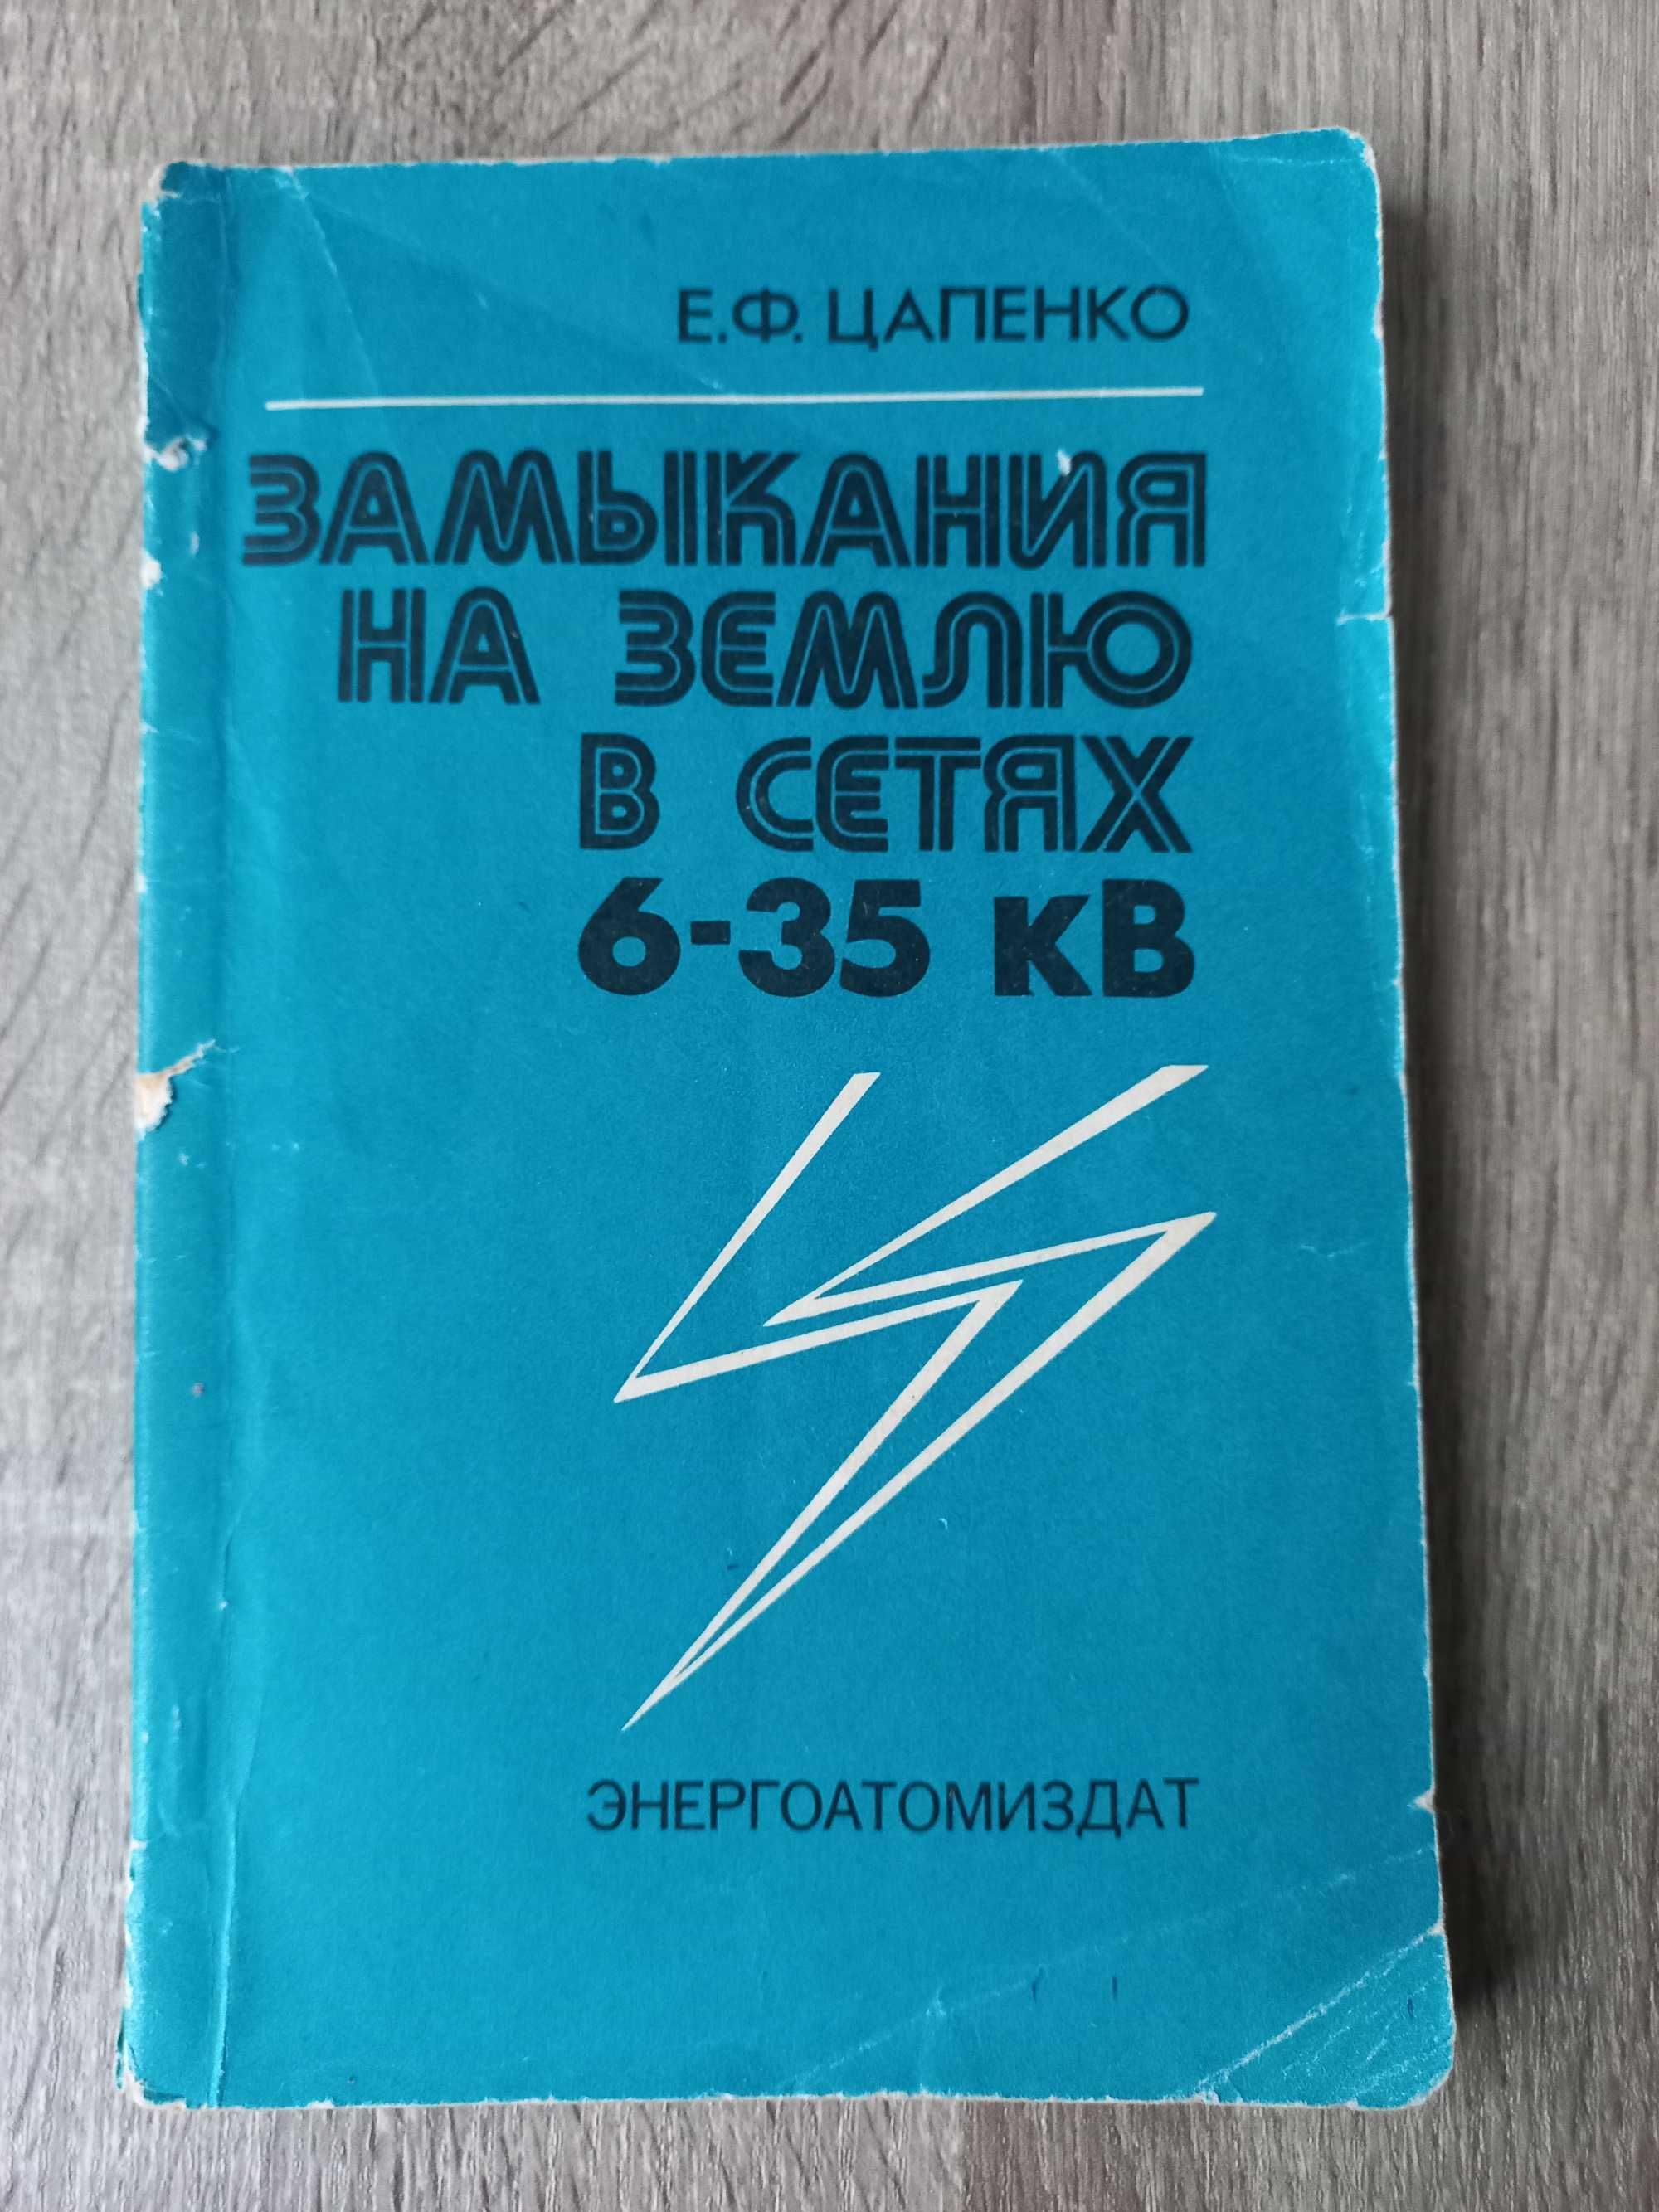 Е.Ф. ЦАПЕНКО
ЗАМЫКАНИЯ
НА ЗЕМЛЮ
В СЕТЯХ
6-35 кВ
ЭНЕРГОАТОМИЗДАТ